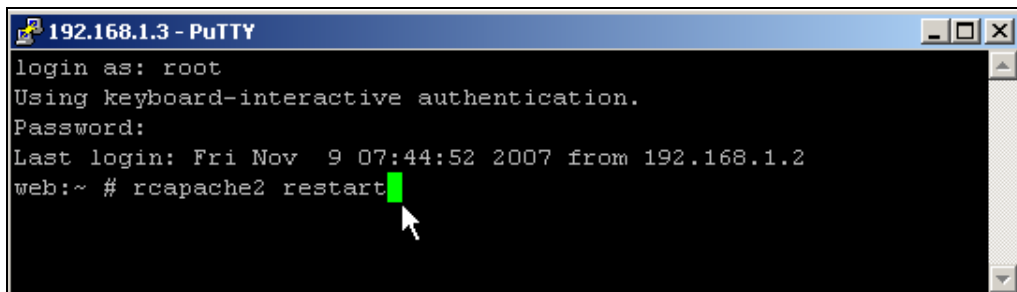 192.168.1.3 - PuTTY
login as: root
Using keyboard-interactive authentication.
Password:
Last login: Fri Nov  9 07:44:52 2007 from 192.168.1.2
web:~ # rcapache2 restart